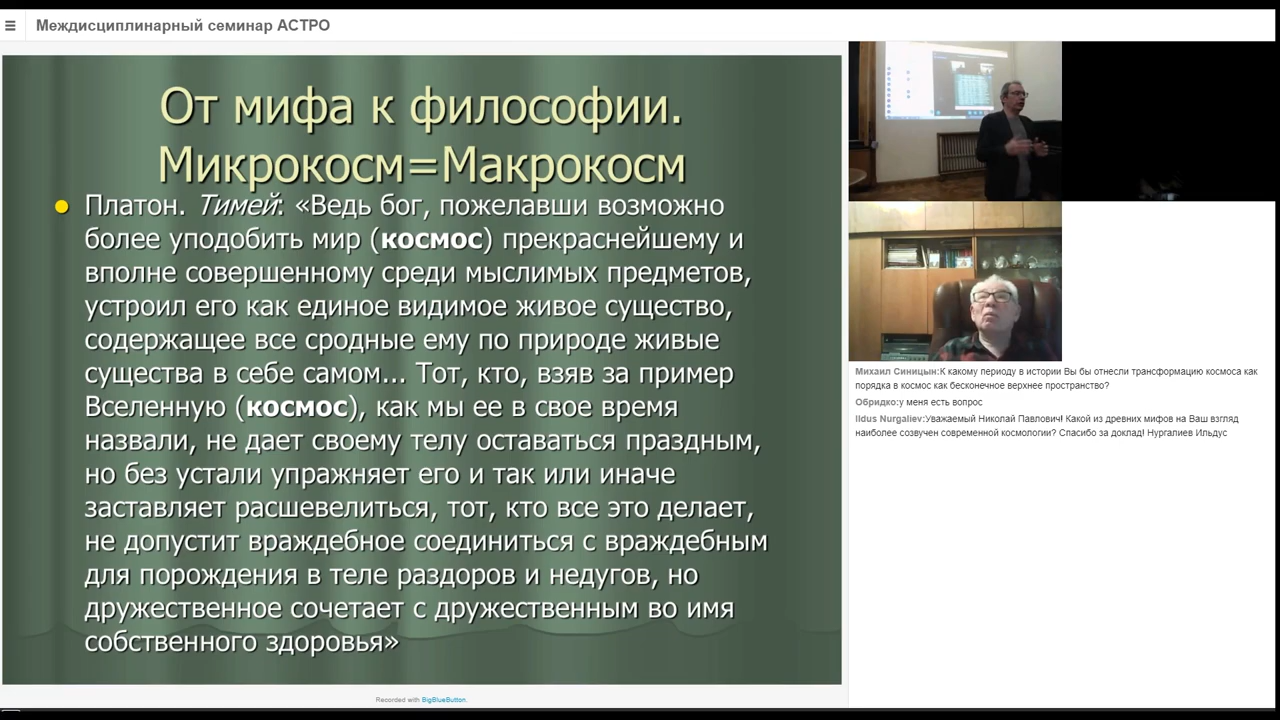 Междисциплинарный семинар АСТРО
От мифа к философии.
Микрокосм=Макрокосм
Платон. Тимей: «Ведь бог, пожелавши возможно
более уподобить мир (космос) прекраснейшему и
вполне совершенному среди мыслимых предметов,
устроил его как единое видимое живое существо,
содержащее все сродные ему по природе живые
существа в себе самом... Тот, кто, взяв за пример
Вселенную (космос), как мы ее в свое время
назвали, не дает своему телу оставаться праздным,
но без устали упражняет его и так или иначе
заставляет расшевелиться, тот, кто все это делает,
не допустит враждебное соединиться с враждебным
для порождения в теле раздоров и недугов, но
дружественное сочетает с дружественным во имя
собственного здоровья»
Recorded with BigBlueButton.
Михаил Синицын:К какому периоду в истории Вы бы отнесли трансформацию космоса как
порядка в космос как бесконечное верхнее пространство?
Обридко:у меня есть вопрос
Ildus Nurgaliev:Уважаемый Николай Павлович! Какой из древних мифов на Ваш взгляд
наиболее созвучен современной космологии? Спасибо за доклад! Нургалиев Ильдус